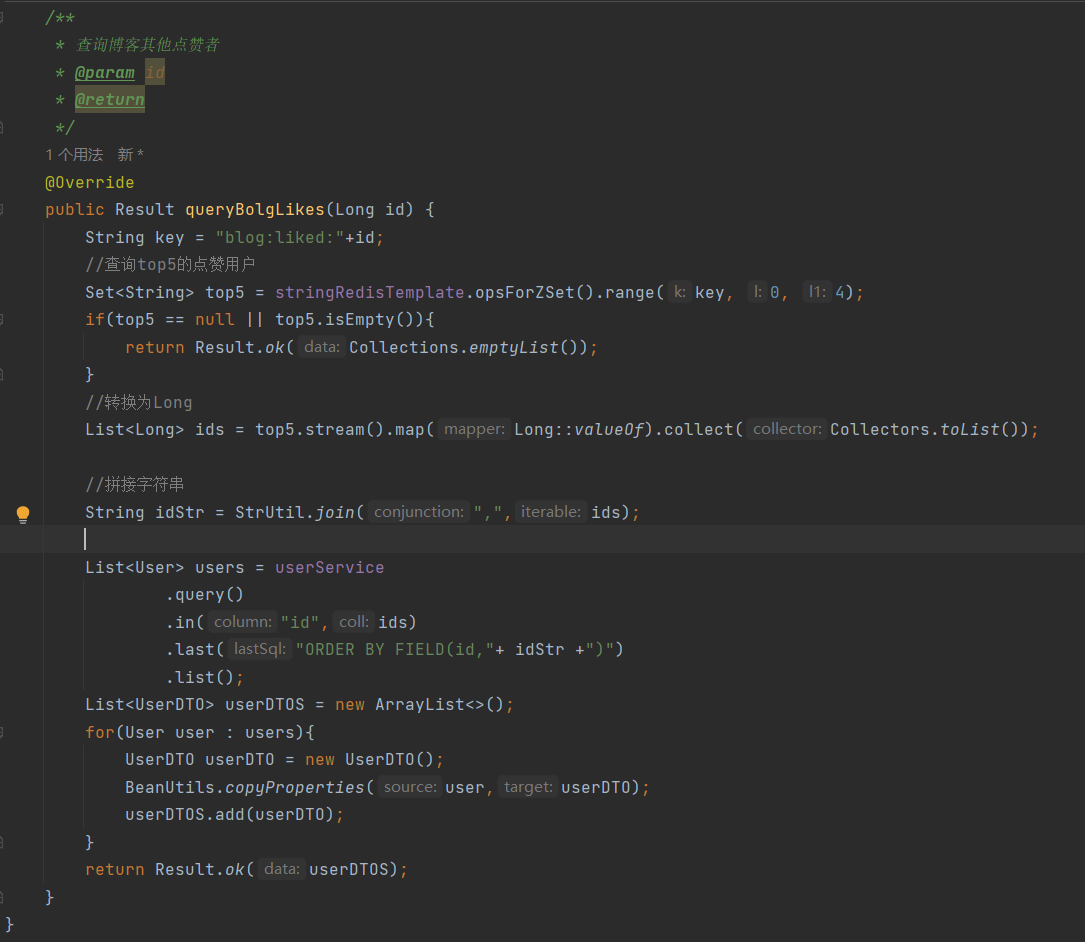 /**
* 查询博客其他点赞者
* @param id
* @return
*/
1 个用法 新 *
@Override
public Result queryBolgLikes(Long id) {
String key = "blog:liked:"+id;
//查询top5的点赞用户
Set<String> top5 = stringRedisTemplate.opsForZSet().range( k: key, l: 0, l1: 4);
if(top5 == null || top5.isEmpty()){
return Result.ok( data: Collections.emptyList());
}
//转换为Long
List<Long> ids = top5.stream().map( mapper: Long::valueOf).collect( collector: Collectors.toList());
//拼接字符串
String idStr = StrUtil.join( conjunction: ",", iterable: ids);
List<User> users = userService
.query()
.in( column: "id", coll: ids)
.last( lastSql: "ORDER BY FIELD(id,"+ idStr +")")
.list();
List<UserDTO> userDTOS = new ArrayList<>();
for(User user : users){
UserDTO userDTO = new UserDTO();
BeanUtils.copyProperties( source: user, target: userDTO);
userDTOS.add(userDTO);
}
return Result.ok( data: userDTOS);
}
}